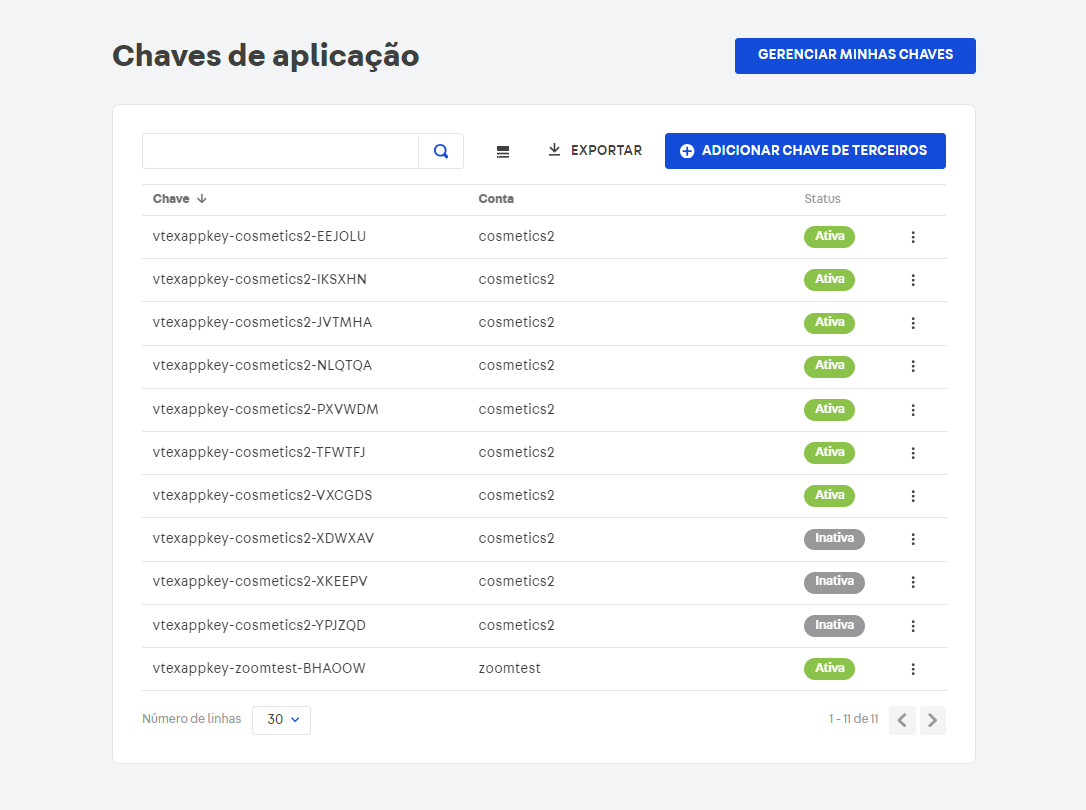 Chaves de aplicação
GERENCIAR MINHAS CHAVES
EXPORTAR
ADICIONAR CHAVE DE TERCEIROS
Chave Conta Status
vtexappkey-cosmetics2-EEJOLU cosmetics2 Ativa
vtexappkey-cosmetics2-IKSXHN cosmetics2 Ativa
vtexappkey-cosmetics2-JVTMHA cosmetics2 Ativa
vtexappkey-cosmetics2-NLQTQA cosmetics2 Ativa
vtexappkey-cosmetics2-PXVWDM cosmetics2 Ativa
vtexappkey-cosmetics2-TFWTFJ cosmetics2 Ativa
vtexappkey-cosmetics2-VXCGDS cosmetics2 Ativa
vtexappkey-cosmetics2-XDWXAV cosmetics2 Inativa
vtexappkey-cosmetics2-XKEEPV cosmetics2 Inativa
vtexappkey-cosmetics2-YPJZQD cosmetics2 Inativa
vtexappkey-zoomtest-BHAOOW zoomtest Ativa
Número de linhas 30 1 - 11 de 11